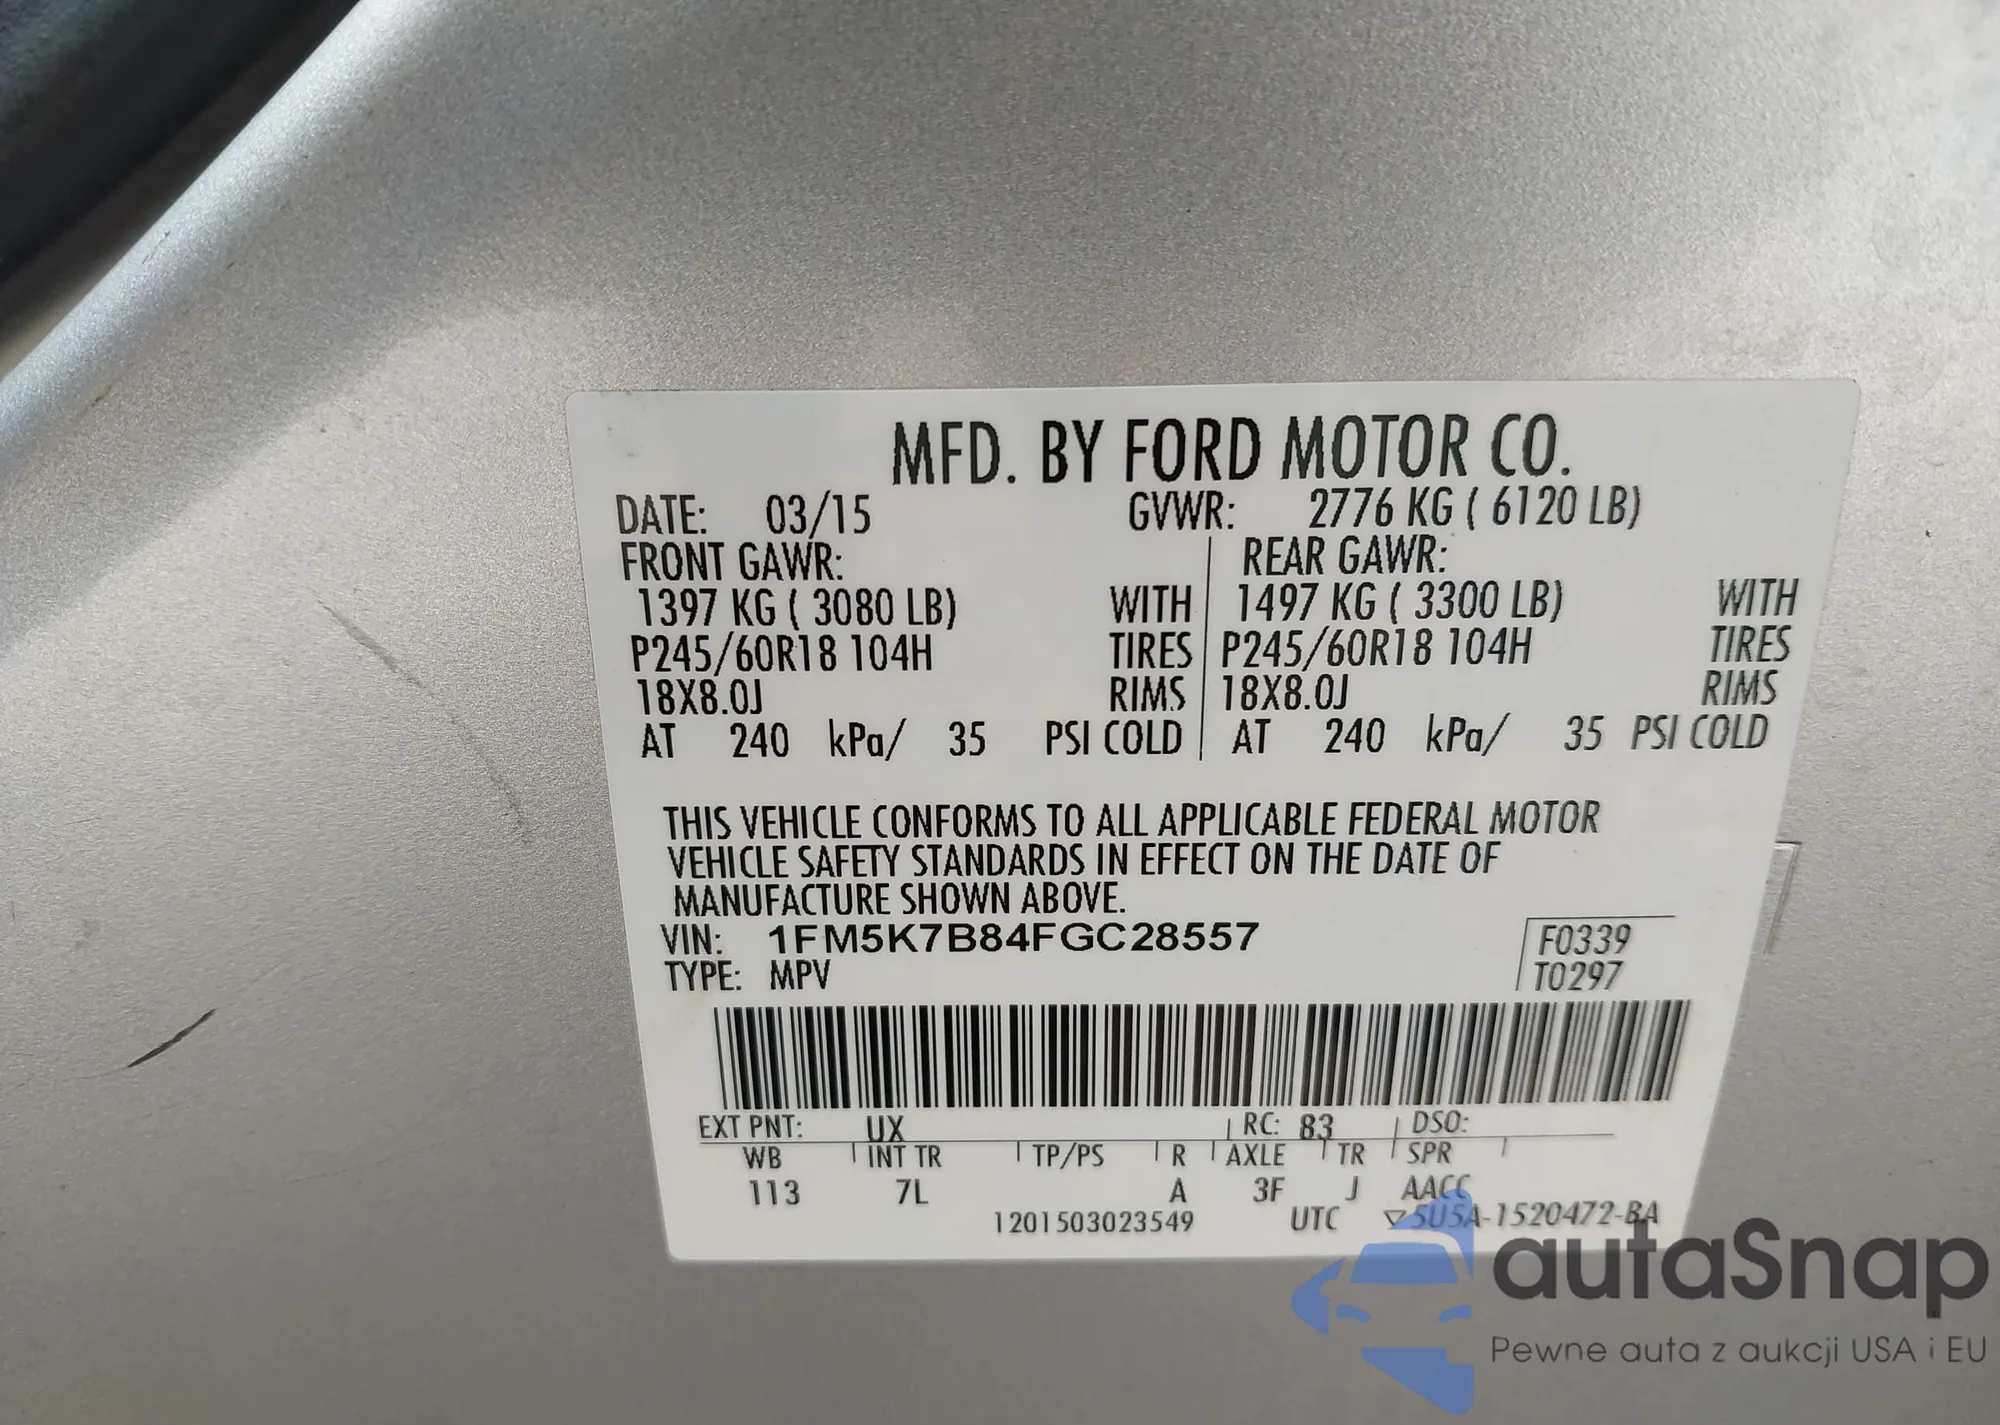 MFD. BY FORD MOTOR CO.
DATE: 03/15 GVWR: 2776 KG ( 6120 LB)
FRONT GAWR: REAR GAWR:
1397 KG ( 3080 LB) WITH 1497 KG ( 3300 LB) WITH
P245/60R18 104H TIRES P245/60R18 104H TIRES
18X8.0J RIMS 18X8.0J RIMS
AT 240 kPa/ 35 PSI COLD AT 240 kPa/ 35 PSI COLD
THIS VEHICLE CONFORMS TO ALL APPLICABLE FEDERAL MOTOR
VEHICLE SAFETY STANDARDS IN EFFECT ON THE DATE OF
MANUFACTURE SHOWN ABOVE.
VIN: 1FM5K7B84FGC28557 F0339
TYPE: MPV T0297
EXT PNT: UX RC: 83 DSO:
WB INT TR TP/PS R AXLE TR SPR
113 7L A 3F J AACC
1201503023549 UTC ▽5U5A-1520472-BA
autaSnap
Pewne auta z aukcji USA i EU